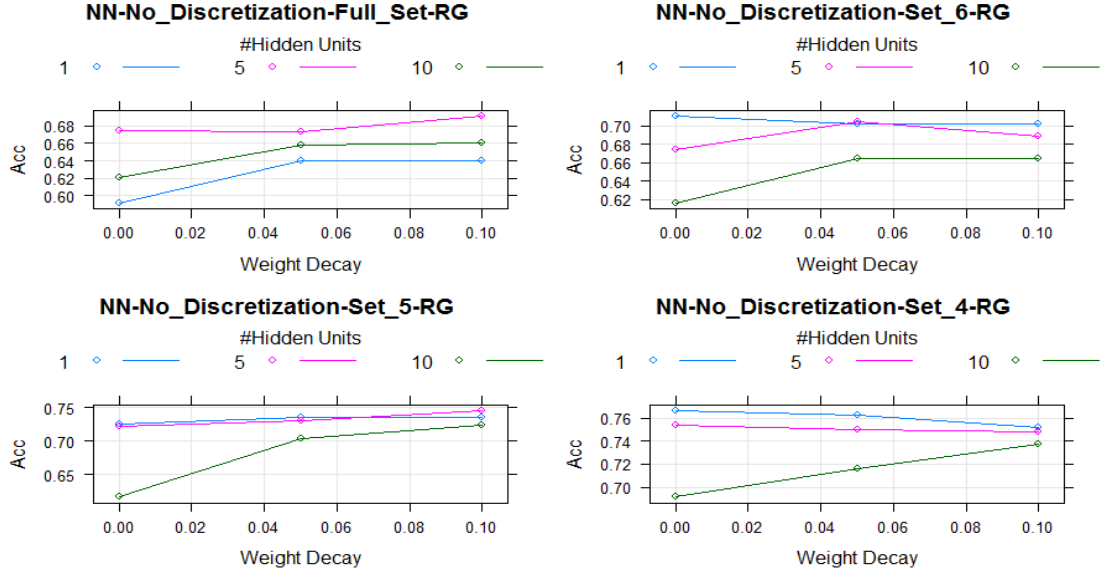 NN-No_Discretization-Full_Set-RG
#Hidden Units
1 5 10
Acc
0.68
0.66
0.64
0.62
0.60
0.00 0.02 0.04 0.06 0.08 0.10
Weight Decay
NN-No_Discretization-Set_6-RG
#Hidden Units
1 5 10
Acc
0.70
0.68
0.66
0.64
0.62
0.00 0.02 0.04 0.06 0.08 0.10
Weight Decay
NN-No_Discretization-Set_5-RG
#Hidden Units
1 5 10
Acc
0.75
0.70
0.65
0.00 0.02 0.04 0.06 0.08 0.10
Weight Decay
NN-No_Discretization-Set_4-RG
#Hidden Units
1 5 10
Acc
0.76
0.74
0.72
0.70
0.00 0.02 0.04 0.06 0.08 0.10
Weight Decay